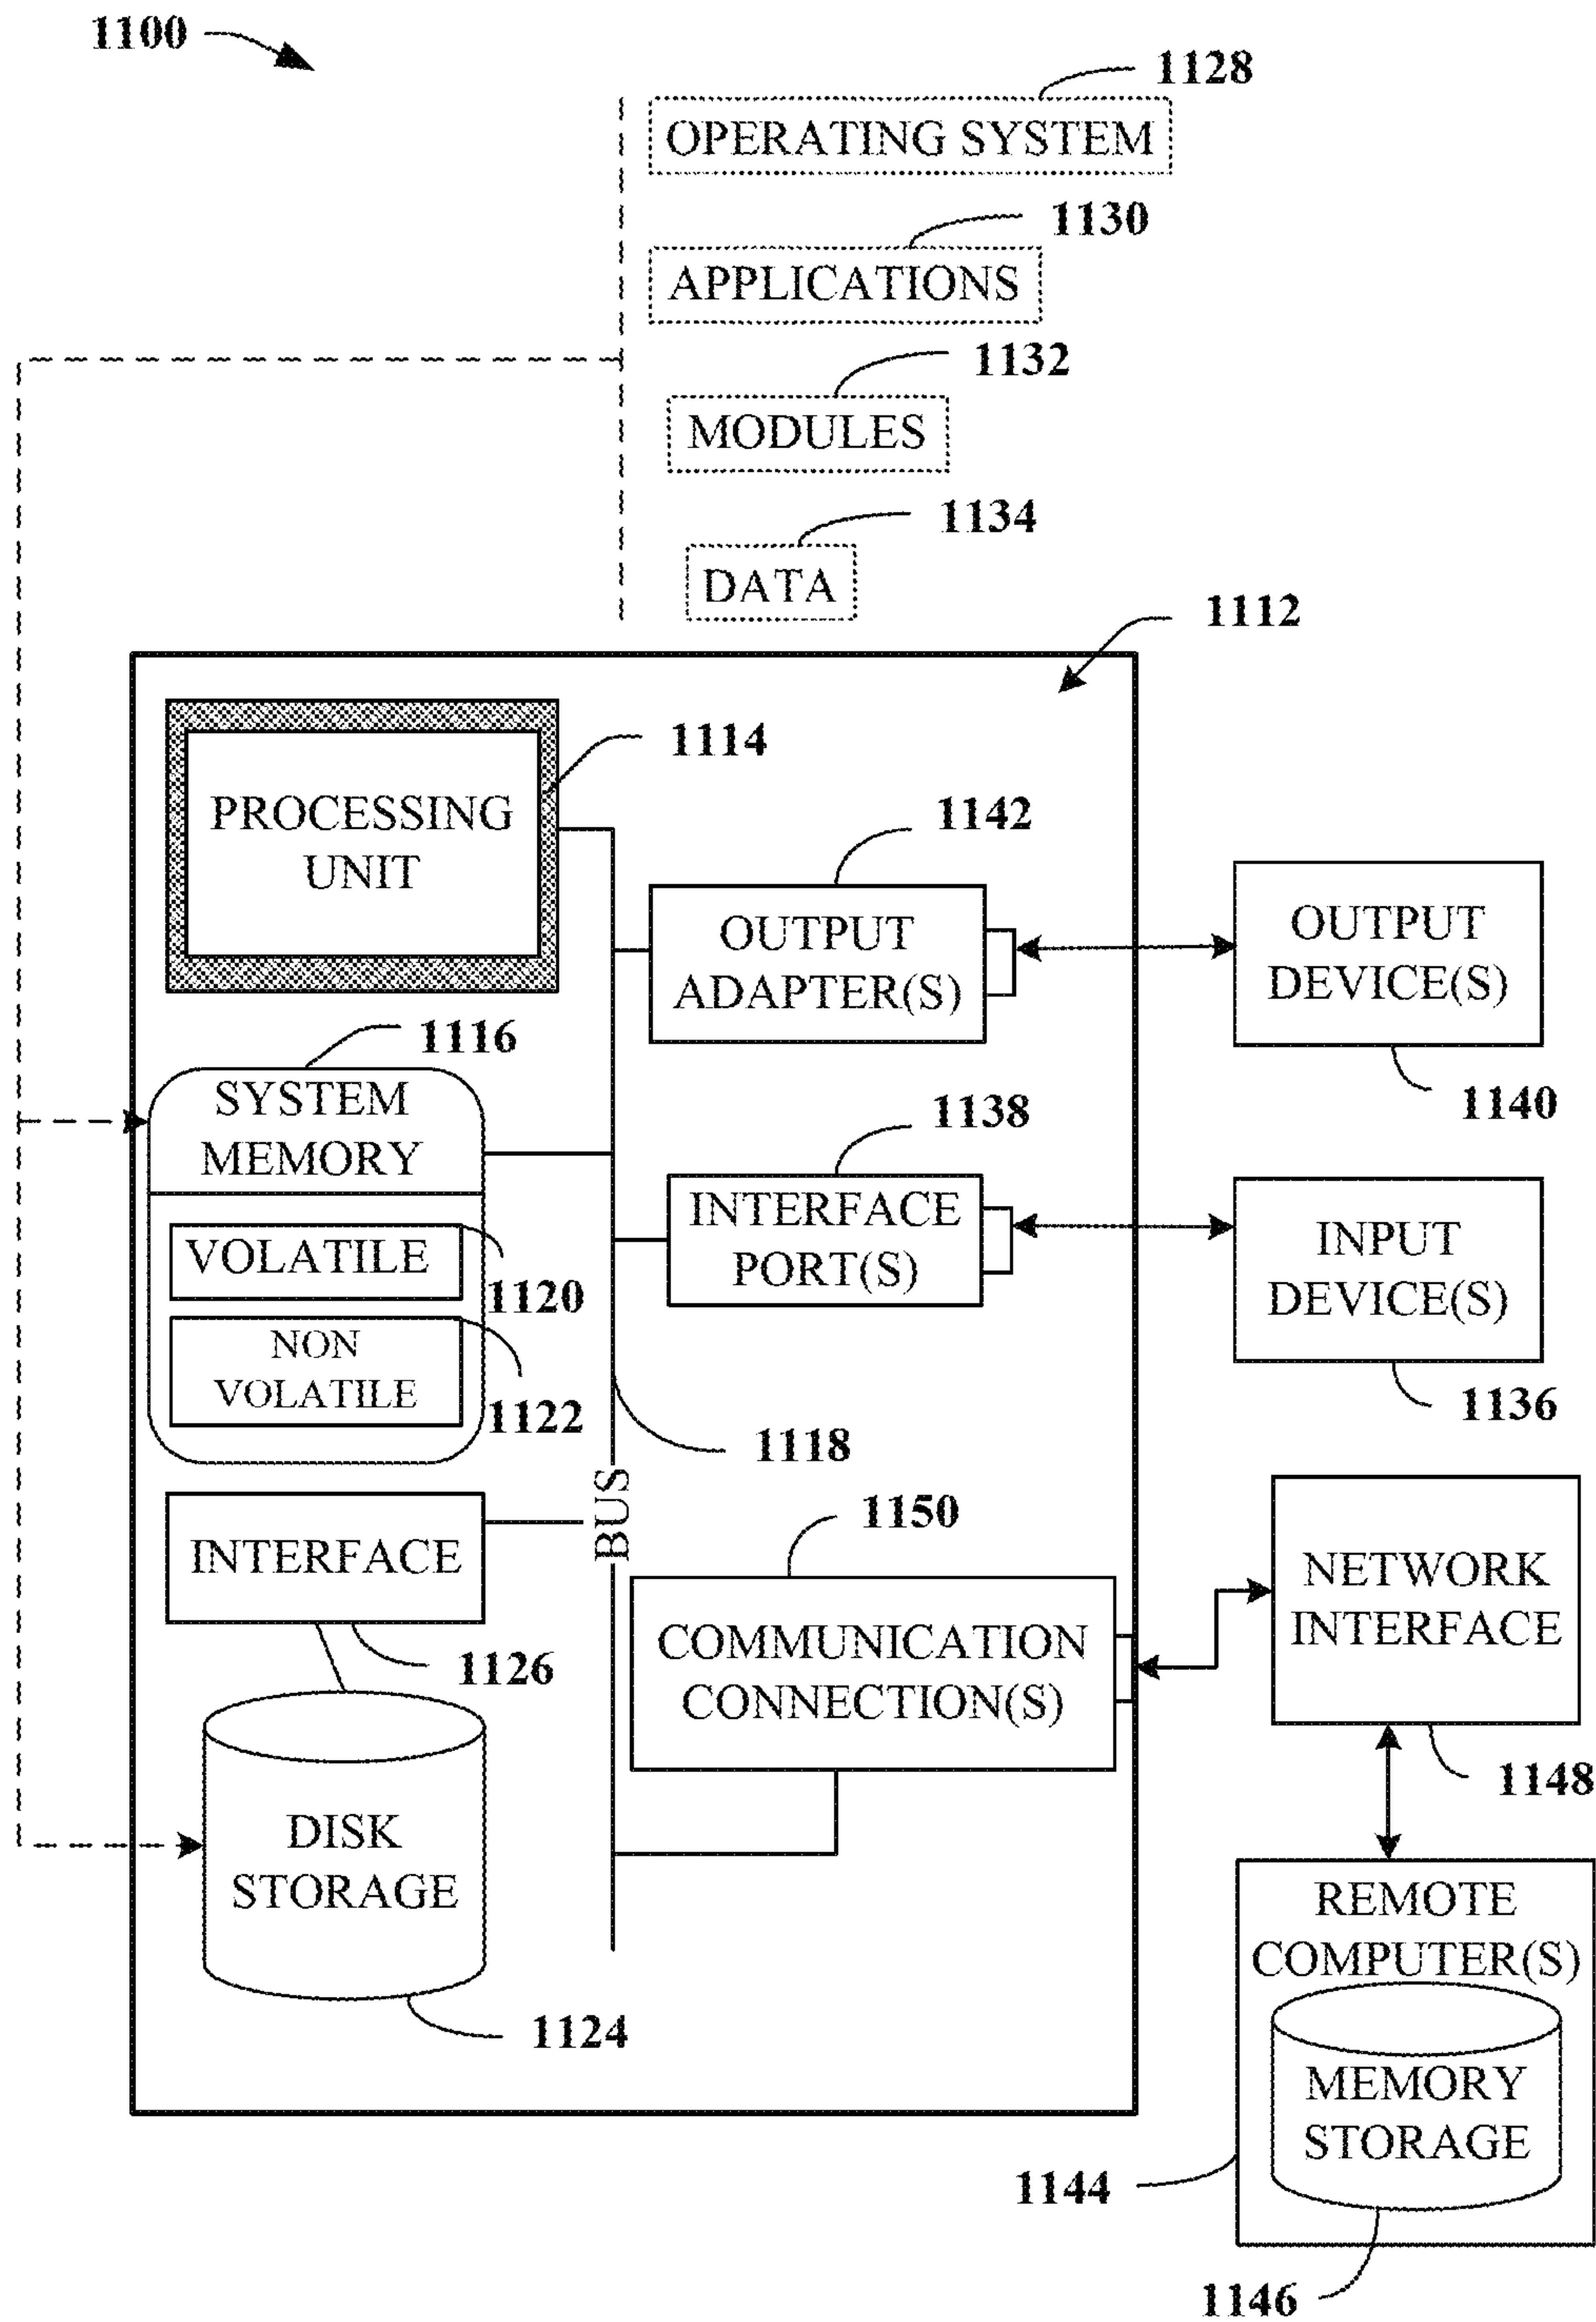 1100
1128
OPERATING SYSTEM
1130
APPLICATIONS
1132
MODULES
1134
DATA
1112
PROCESSING
UNIT
1114
1142
OUTPUT
ADAPTER(S)
OUTPUT
DEVICE(S)
1140
1116
SYSTEM
MEMORY
VOLATILE
1120
NON
VOLATILE
1122
1138
INTERFACE
PORT(S)
INPUT
DEVICE(S)
1136
1118
BUS
INTERFACE
1126
1150
COMMUNICATION
CONNECTION(S)
NETWORK
INTERFACE
1148
DISK
STORAGE
1124
REMOTE
COMPUTER(S)
MEMORY
STORAGE
1144
1146